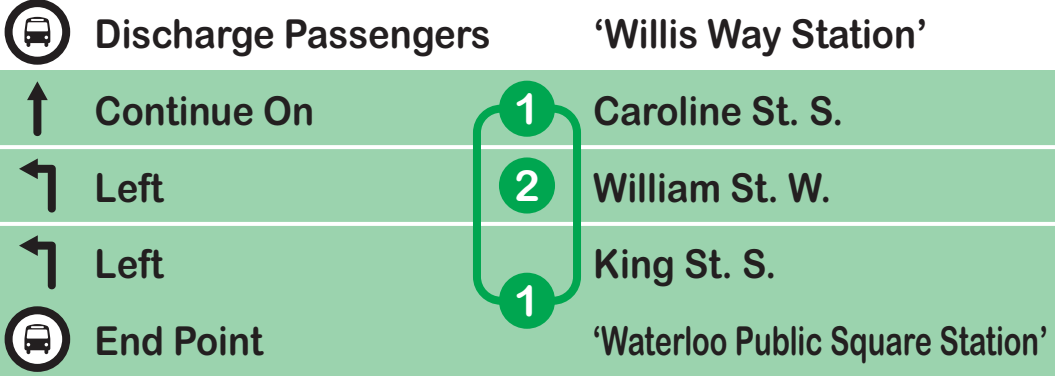 Discharge Passengers ‘Willis Way Station’
Continue On 1 Caroline St. S.
Left 2 William St. W.
Left King St. S.
1
End Point ‘Waterloo Public Square Station’